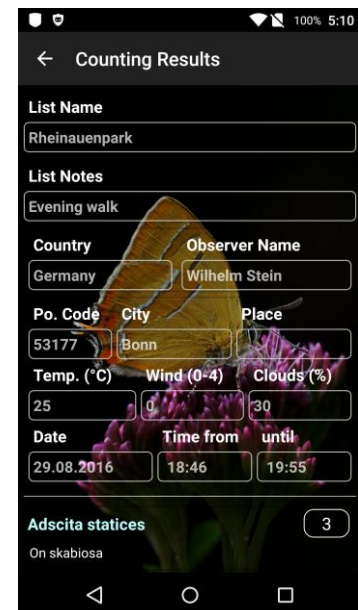 100% 5:10
Counting Results
List Name
Rheinauenpark
List Notes
Evening walk
Country Observer Name
Germany Wilhelm Stein
Po. Code City Place
53177 Bonn
Temp. (°C) Wind (0-4) Clouds (%)
25 0 30
Date Time from until
29.08.2016 18:46 19:55
Adscita statices 3
On skabiosa